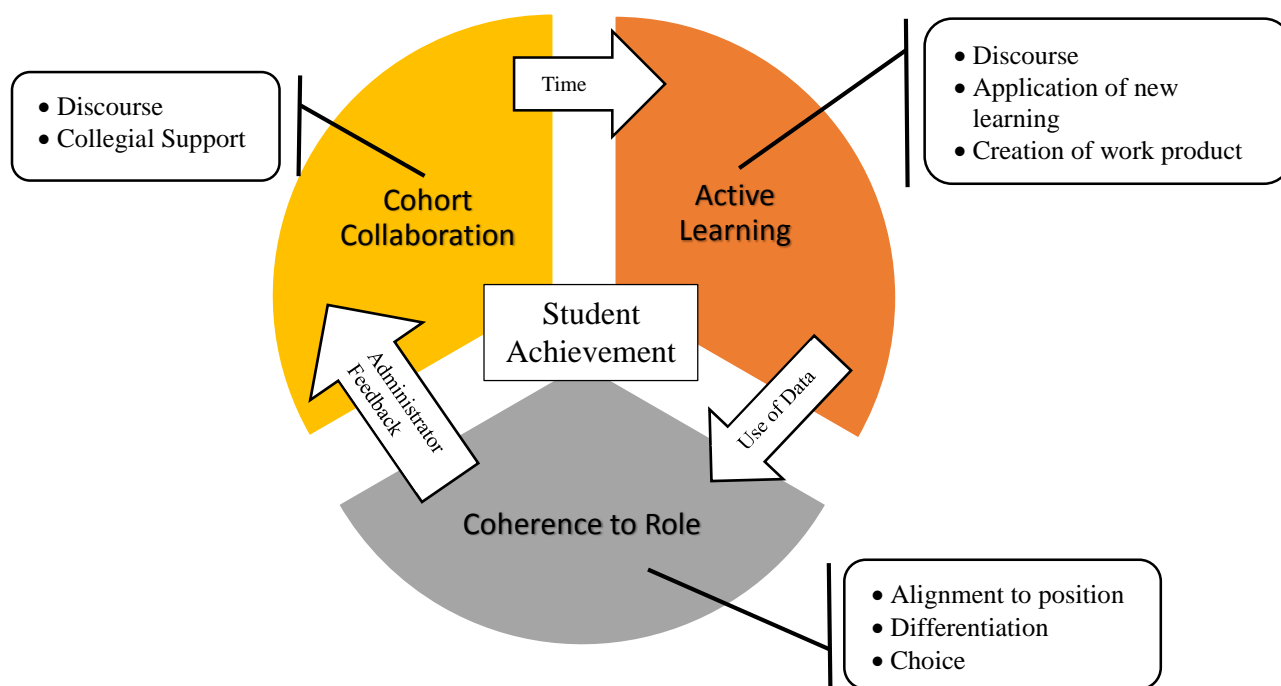 • Discourse
• Collegial Support
Time
• Discourse
• Application of new
learning
• Creation of work product
Cohort
Collaboration
Active
Learning
Student
Achievement
Administrator
Feedback
Use of Data
Coherence to Role
• Alignment to position
• Differentiation
• Choice